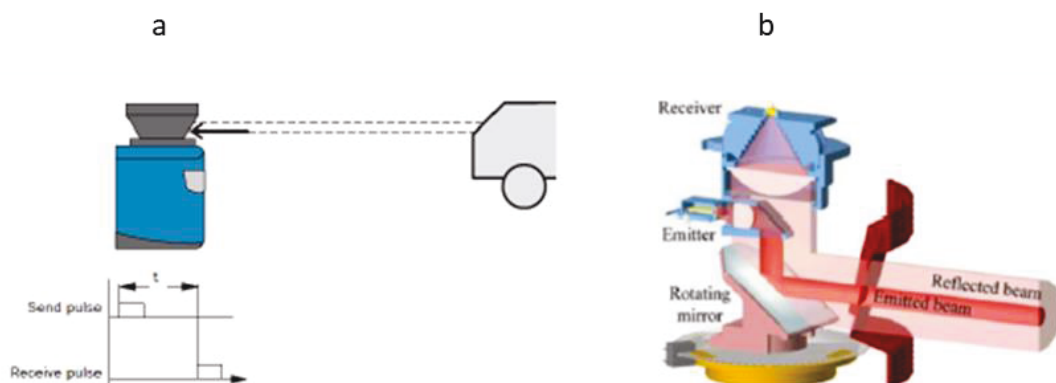 a
b
t
Send pulse
Receive pulse
Receiver
Emitter
Rotating
mirror
Reflected beam
Emitted beam